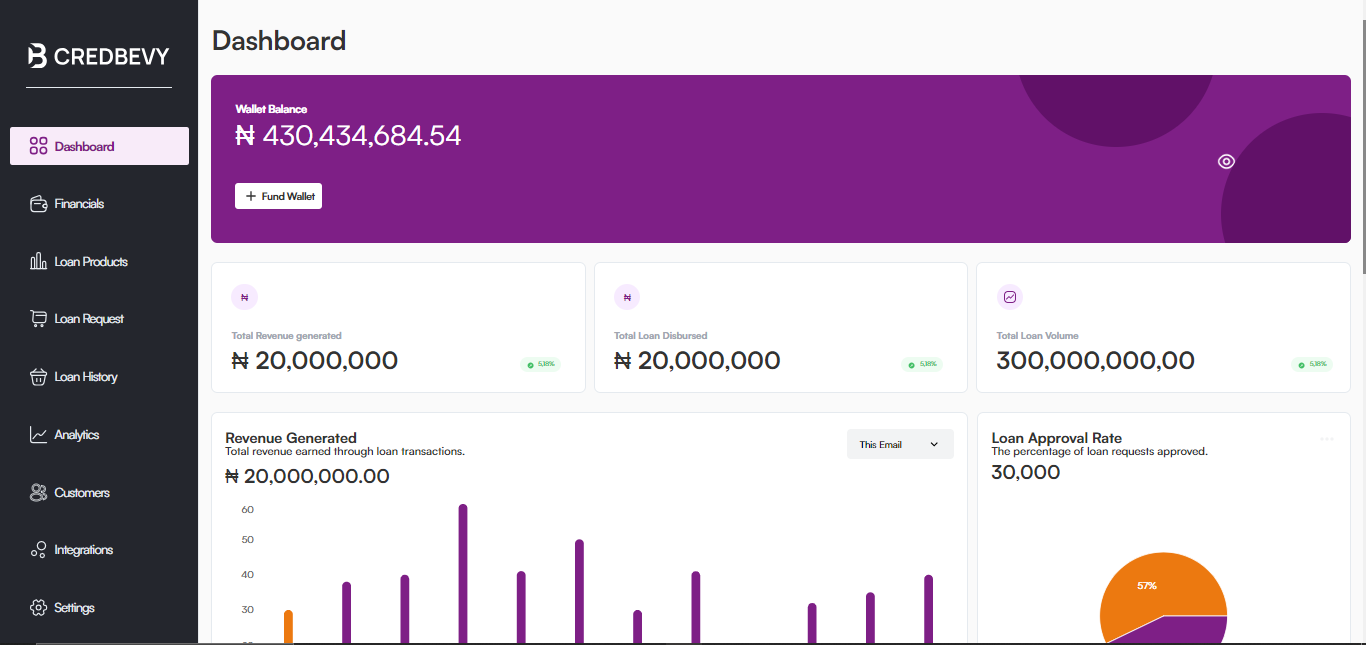 CREDBEVY
Dashboard
Financials
Loan Products
Loan Request
Loan History
Analytics
Customers
Integrations
Settings
Dashboard
Wallet Balance
₦ 430,434,684.54
+ Fund Wallet
₦
Total Revenue generated
₦ 20,000,000
5.18%
₦
Total Loan Disbursed
₦ 20,000,000
5.18%
Total Loan Volume
300,000,000,00
5.18%
Revenue Generated
Total revenue earned through loan transactions.
₦ 20,000,000.00
This Email
60
50
40
30
Loan Approval Rate
The percentage of loan requests approved.
30,000
57%